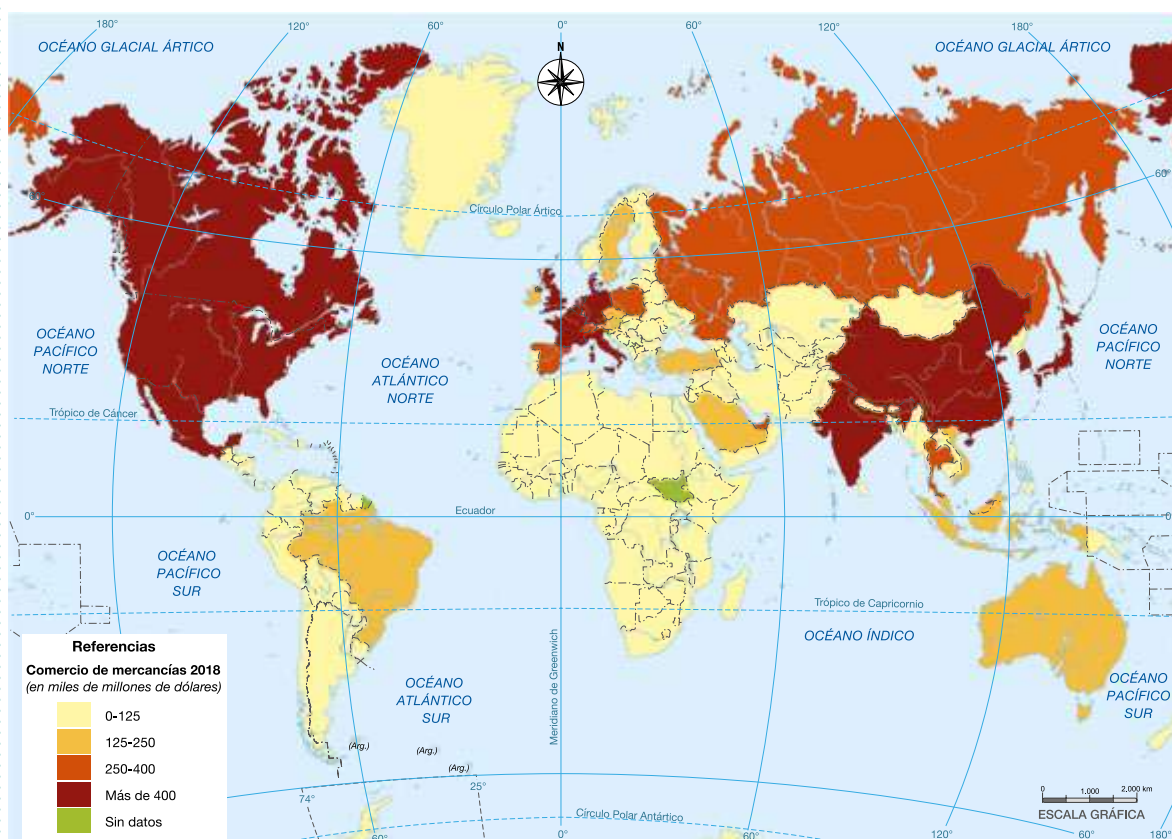 180°
120°
60°
0°
60°
120°
180°
OCÉANO GLACIAL ÁRTICO
N
OCÉANO GLACIAL ÁRTICO
60°
60°
Círculo Polar Ártico
OCÉANO
PACÍFICO
NORTE
OCÉANO
ATLÁNTICO
NORTE
OCÉANO
PACÍFICO
NORTE
Trópico de Cáncer
0°
Ecuador
0°
OCÉANO
PACÍFICO
SUR
Trópico de Capricornio
OCÉANO ÍNDICO
Meridiano de Greenwich
OCÉANO
ATLÁNTICO
SUR
OCÉANO
PACÍFICO
SUR
(Arg.)
(Arg.)
(Arg.)
Referencias
Comercio de mercancías 2018
(en miles de millones de dólares)
0-125
125-250
250-400
Más de 400
Sin datos
74°
25°
0 1.000 2.000 km
ESCALA GRÁFICA
Círculo Polar Antártico
60°
0°
60°
120°
180°